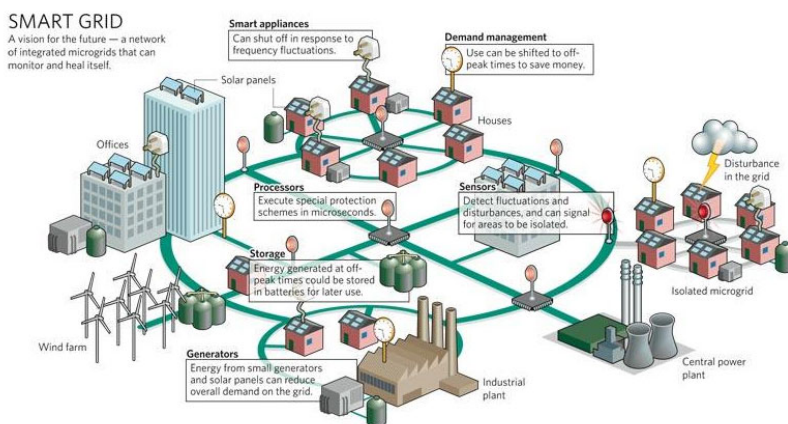 SMART GRID
A vision for the future — a network
of integrated microgrids that can
monitor and heal itself.
Smart appliances
Can shut off in response to
frequency fluctuations.
Demand management
Use can be shifted to off-
peak times to save money.
Solar panels
Houses
Offices
Disturbance
in the grid
Processors
Execute special protection
schemes in microseconds.
Sensors
Detect fluctuations and
disturbances, and can signal
for areas to be isolated.
Storage
Energy generated at off-
peak times could be stored
in batteries for later use.
Isolated microgrid
Wind farm
Generators
Energy from small generators
and solar panels can reduce
overall demand on the grid.
Industrial
plant
Central power
plant